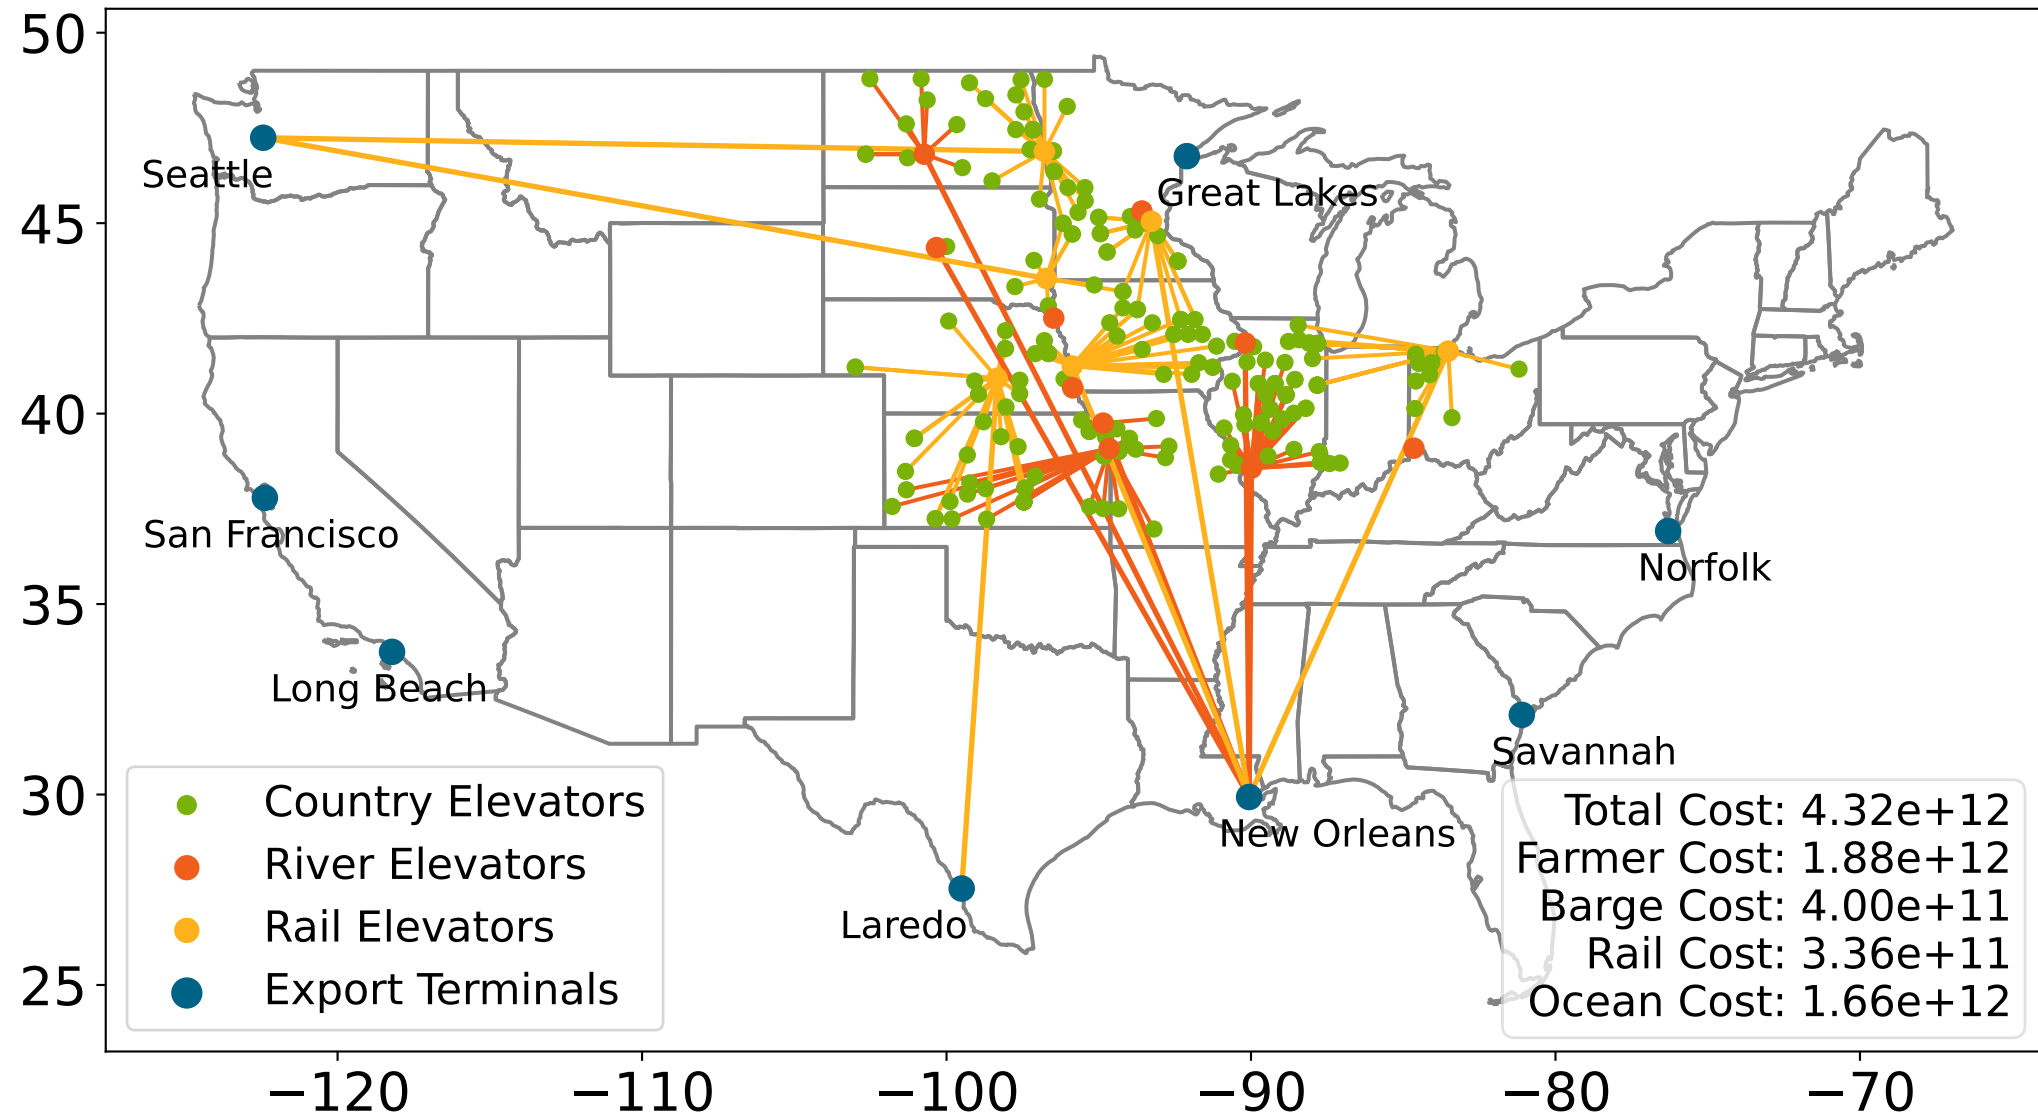 50
45
40
35
30
25
−120
−110
−100
−90
−80
−70
Seattle
Great Lakes
San Francisco
Norfolk
Long Beach
Savannah
New Orleans
Laredo
Country Elevators
River Elevators
Rail Elevators
Export Terminals
Total Cost: 4.32e+12
Farmer Cost: 1.88e+12
Barge Cost: 4.00e+11
Rail Cost: 3.36e+11
Ocean Cost: 1.66e+12